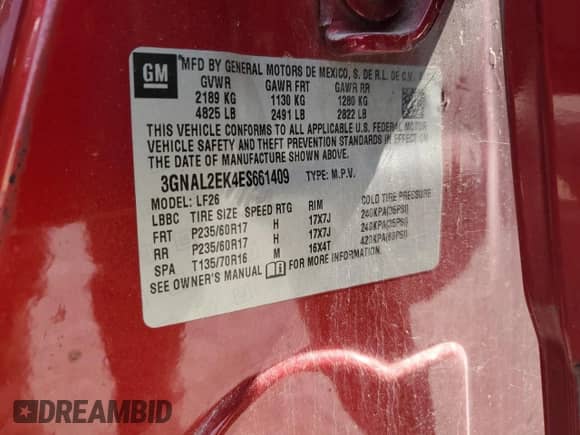 GM
MFD BY GENERAL MOTORS DE MEXICO, S. DE R.L. DE C.V.
GVWR GAWR FRT GAWR RR
2189 KG 1130 KG 1280 KG
4825 LB 2491 LB 2822 LB
THIS VEHICLE CONFORMS TO ALL APPLICABLE U.S. FEDERAL MOTOR
VEHICLE SAFETY AND THEFT PREVENTION STANDARDS IN EFFECT ON
THE DATE OF MANUFACTURE SHOWN ABOVE.
3GNAL2EK4ES661409 TYPE: M.P.V.
MODEL: LF26
LBBC TIRE SIZE SPEED RTG RIM COLD TIRE PRESSURE
FRT P235/60R17 H 17X7J 240KPA(35PSI)
RR P235/60R17 H 17X7J 240KPA(35PSI)
SPA T135/70R16 M 16X4T 420KPA(60PSI)
SEE OWNER'S MANUAL FOR MORE INFORMATION.
DREAMBID